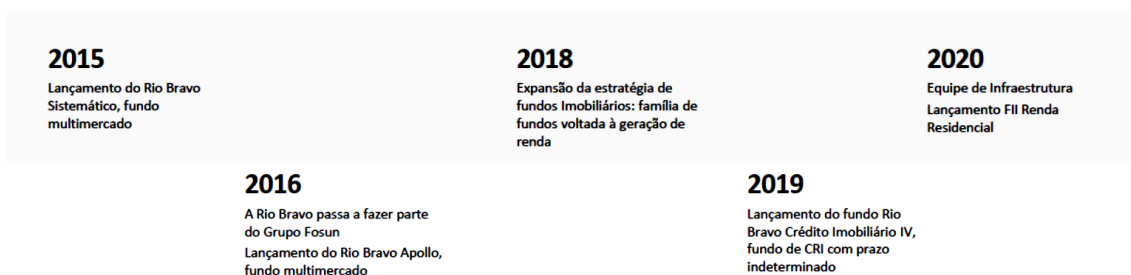 2015
Lançamento do Rio Bravo
Sistemático, fundo
multimercado
2016
A Rio Bravo passa a fazer parte
do Grupo Fosun
Lançamento do Rio Bravo Apollo,
fundo multimercado
2018
Expansão da estratégia de
fundos Imobiliários: família de
fundos voltada à geração de
renda
2019
Lançamento do fundo Rio
Bravo Crédito Imobiliário IV,
fundo de CRI com prazo
indeterminado
2020
Equipe de Infraestrutura
Lançamento FII Renda
Residencial